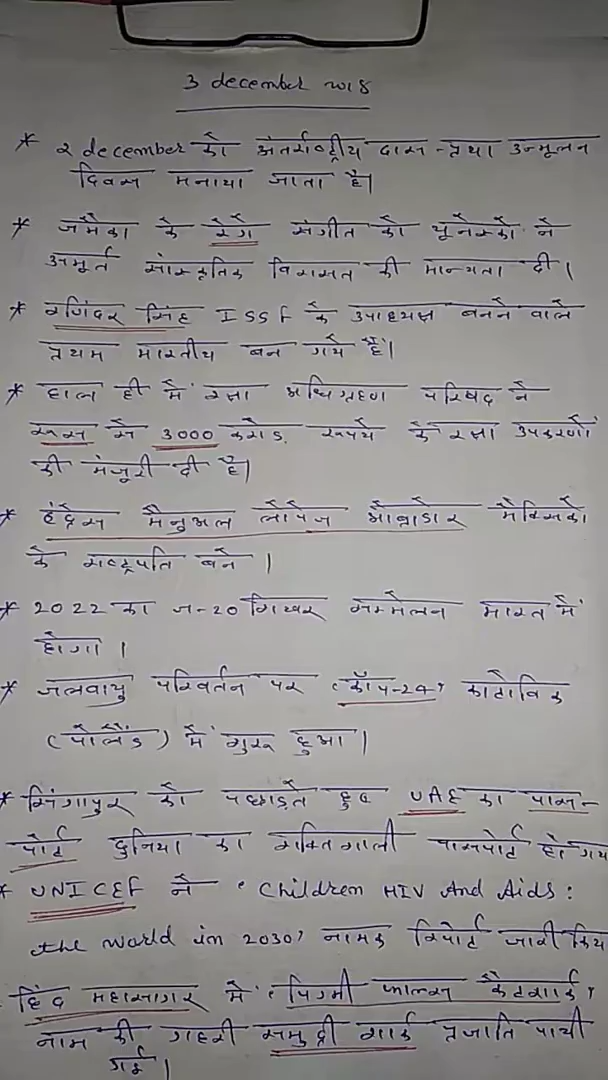 3 december 2018
* 2 december को अंतर्राष्ट्रीय दास-प्रथा उन्मूलन
दिवस मनाया जाता है।
* जमैका के रेगे संगीत को यूनेस्को ने
अमूर्त सांस्कृतिक विरासत की मान्यता दी।
* रणिंदर सिंह ISSF के उपाध्यक्ष बनने वाले
प्रथम भारतीय बन गये हैं।
* हाल ही में रक्षा अधिग्रहण परिषद ने
रूस से 3000 करोड़ रूपये के रक्षा उपकरणों
की मंजूरी दी है।
* हंद्रेस मैनुअल लोपेज ओब्राडोर मेक्सिको
के राष्ट्रपति बने।
* 2022 का ज-20 शिखर सम्मेलन भारत में
होगा।
* जलवायु परिवर्तन पर 'कॉप-24' काटोविक
(पोलैंड) में शुरू हुआ।
* सिंगापुर को पछाड़ते हुए UAE का पास-
पोर्ट दुनिया का शक्तिशाली पासपोर्ट हो गय
* UNICEF ने 'Children HIV And Aids:
the world in 2030' नामक रिपोर्ट जारी किय
हिंद महासागर में 'पिग्मी फाल्स कैटशार्क'
नाम की गहरी समुद्री शार्क प्रजाति पायी
गई।